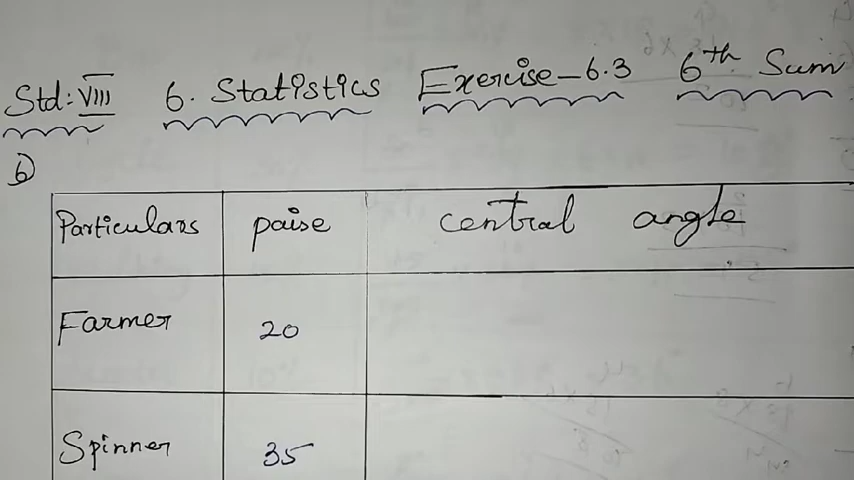 Std: VIII 6. Statistics Exercise-6.3 6th Sum
6)
Particulars paise central angle
Farmer 20
Spinner 35